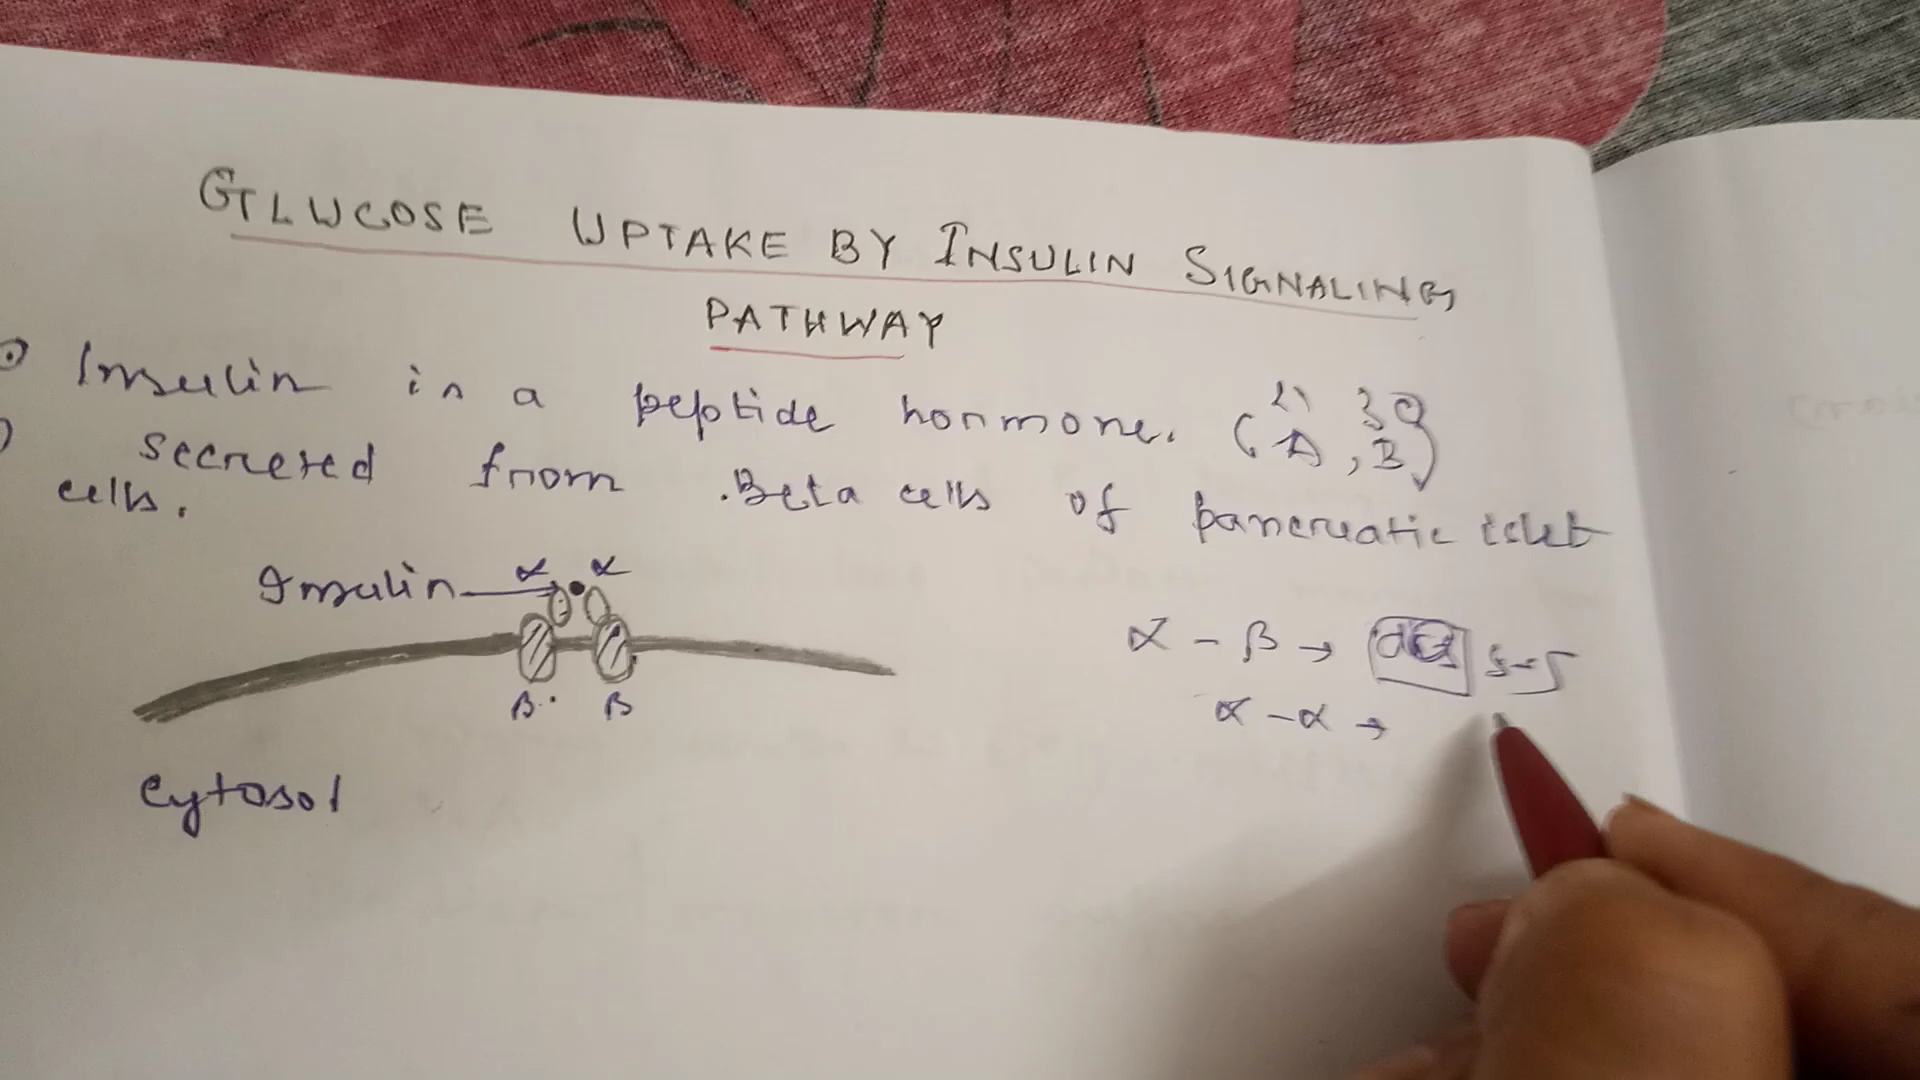 GLUCOSE UPTAKE BY INSULIN SIGNALING
PATHWAY
Insulin is a peptide hormone. (A, B)
21 30
secreted from Beta cells of pancreatic islet
cells.
Insulin α α
β β
α - β → S-S
α - α →
Cytosol